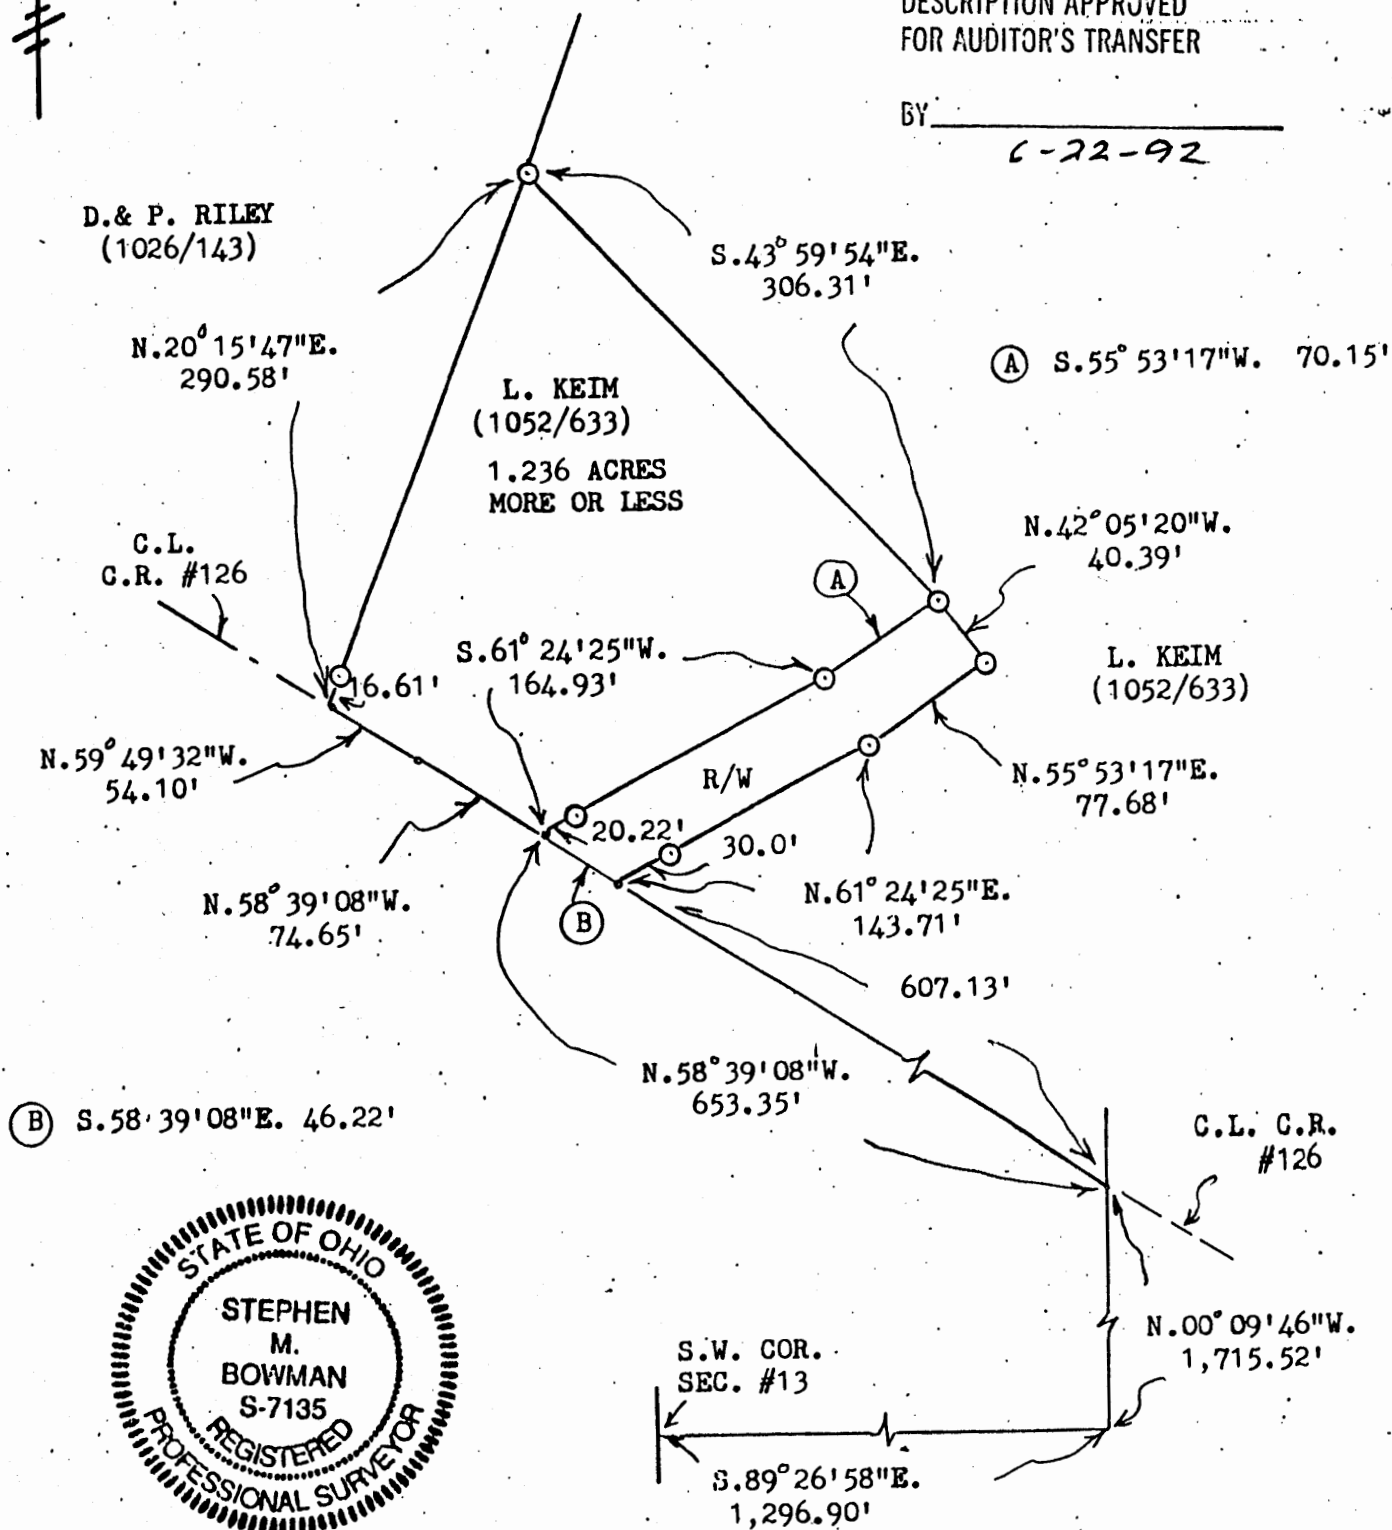 DESCRIPTION APPROVED
FOR AUDITOR'S TRANSFER
BY
6-22-92
D.& P. RILEY
(1026/143)
S.43°59'54"E.
306.31'
N.20°15'47"E.
290.58'
A S.55°53'17"W. 70.15'
L. KEIM
(1052/633)
1.236 ACRES
MORE OR LESS
N.42°05'20"W.
40.39'
C.L.
C.R. #126
A
S.61°24'25"W.
164.93'
L. KEIM
(1052/633)
16.61'
N.59°49'32"W.
54.10'
R/W
N.55°53'17"E.
77.68'
20.22'
30.0'
N.58°39'08"W.
74.65'
B
N.61°24'25"E.
143.71'
607.13'
N.58°39'08"W.
653.35'
B S.58°39'08"E. 46.22'
C.L. C.R.
#126
STATE OF OHIO
STEPHEN
M.
BOWMAN
S-7135
REGISTERED
PROFESSIONAL SURVEYOR
N.00°09'46"W.
1,715.52'
S.W. COR.
SEC. #13
S.89°26'58"E.
1,296.90'